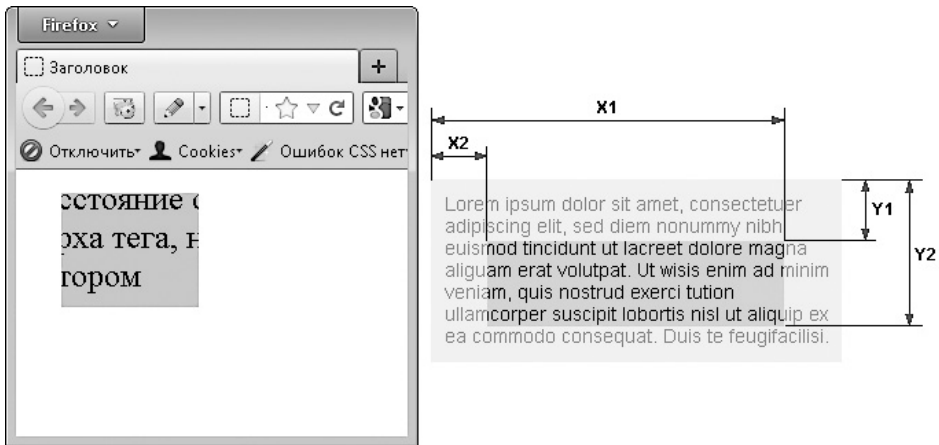 Firefox
Заголовок
Отключить
Cookies
Ошибок CSS нет
сстояние
рха тега, н
тором
X1
X2
Y1
Y2
Lorem ipsum dolor sit amet, consectetuer
adipiscing elit, sed diem nonummy nibh
euismod tincidunt ut lacreet dolore magna
aliguam erat volutpat. Ut wisis enim ad minim
veniam, quis nostrud exerci tution
ullamcorper suscipit lobortis nisl ut aliquip ex
ea commodo consequat. Duis te feugifacilisi.